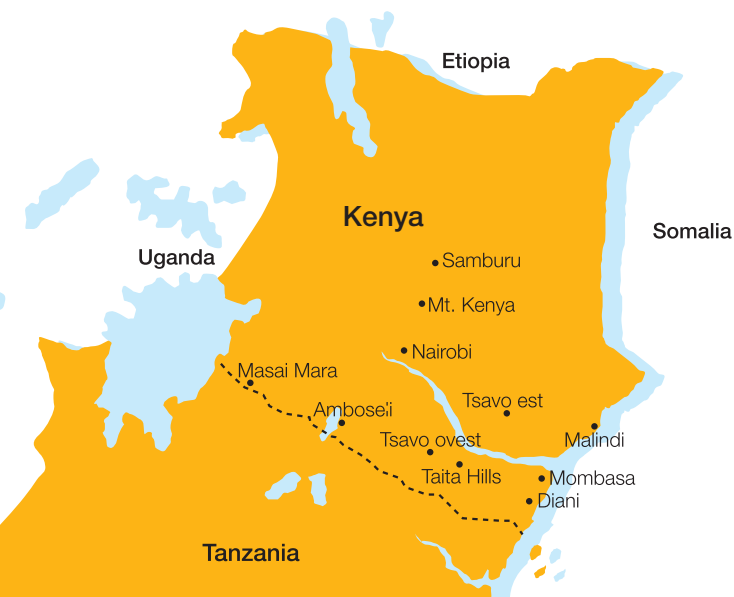 Etiopia
Kenya
Somalia
Uganda
Samburu
Mt. Kenya
Nairobi
Masai Mara
Tsavo est
Amboseli
Tsavo ovest
Malindi
Taita Hills
Mombasa
Diani
Tanzania